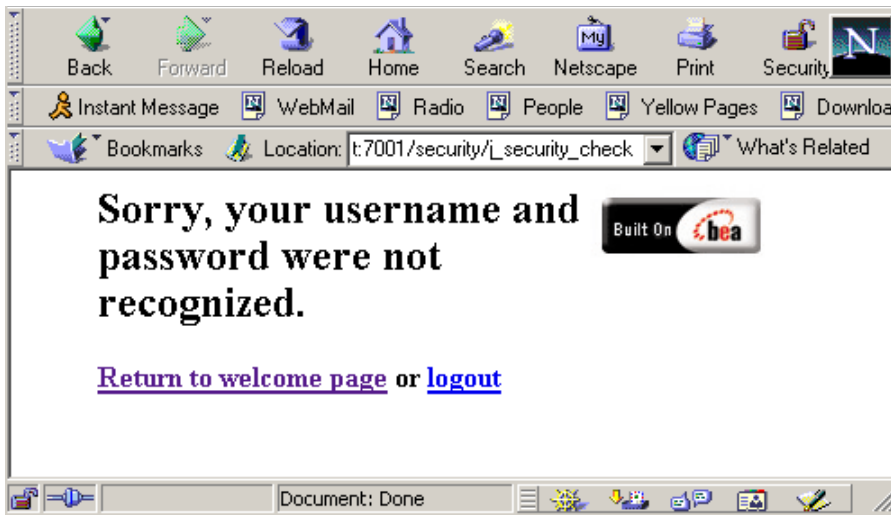 Back Forward Reload Home Search Netscape Print Security
My
N
Instant Message WebMail Radio People Yellow Pages Downloa
Bookmarks Location: t:7001/security/j_security_check What's Related
Sorry, your username and
password were not
recognized.
Built On bea
Return to welcome page or logout
Document: Done